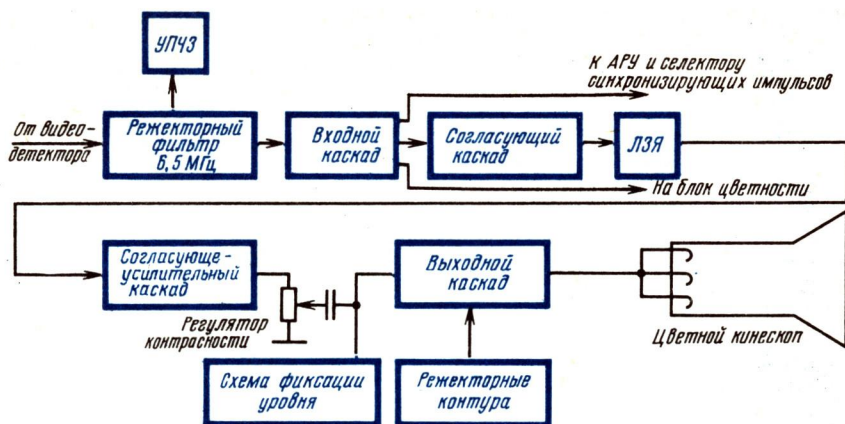 УПЧЗ
К АРУ и селектору
синхронизирующих импульсов
От видео-
детектора
Режекторный
фильтр
6,5 МГц
Входной
каскад
Согласующий
каскад
ЛЗЯ
На блок цветности
Согласующе-
усилительный
каскад
Выходной
каскад
Регулятор
контрасности
Цветной кинескоп
Схема фиксации
уровня
Режекторные
контура